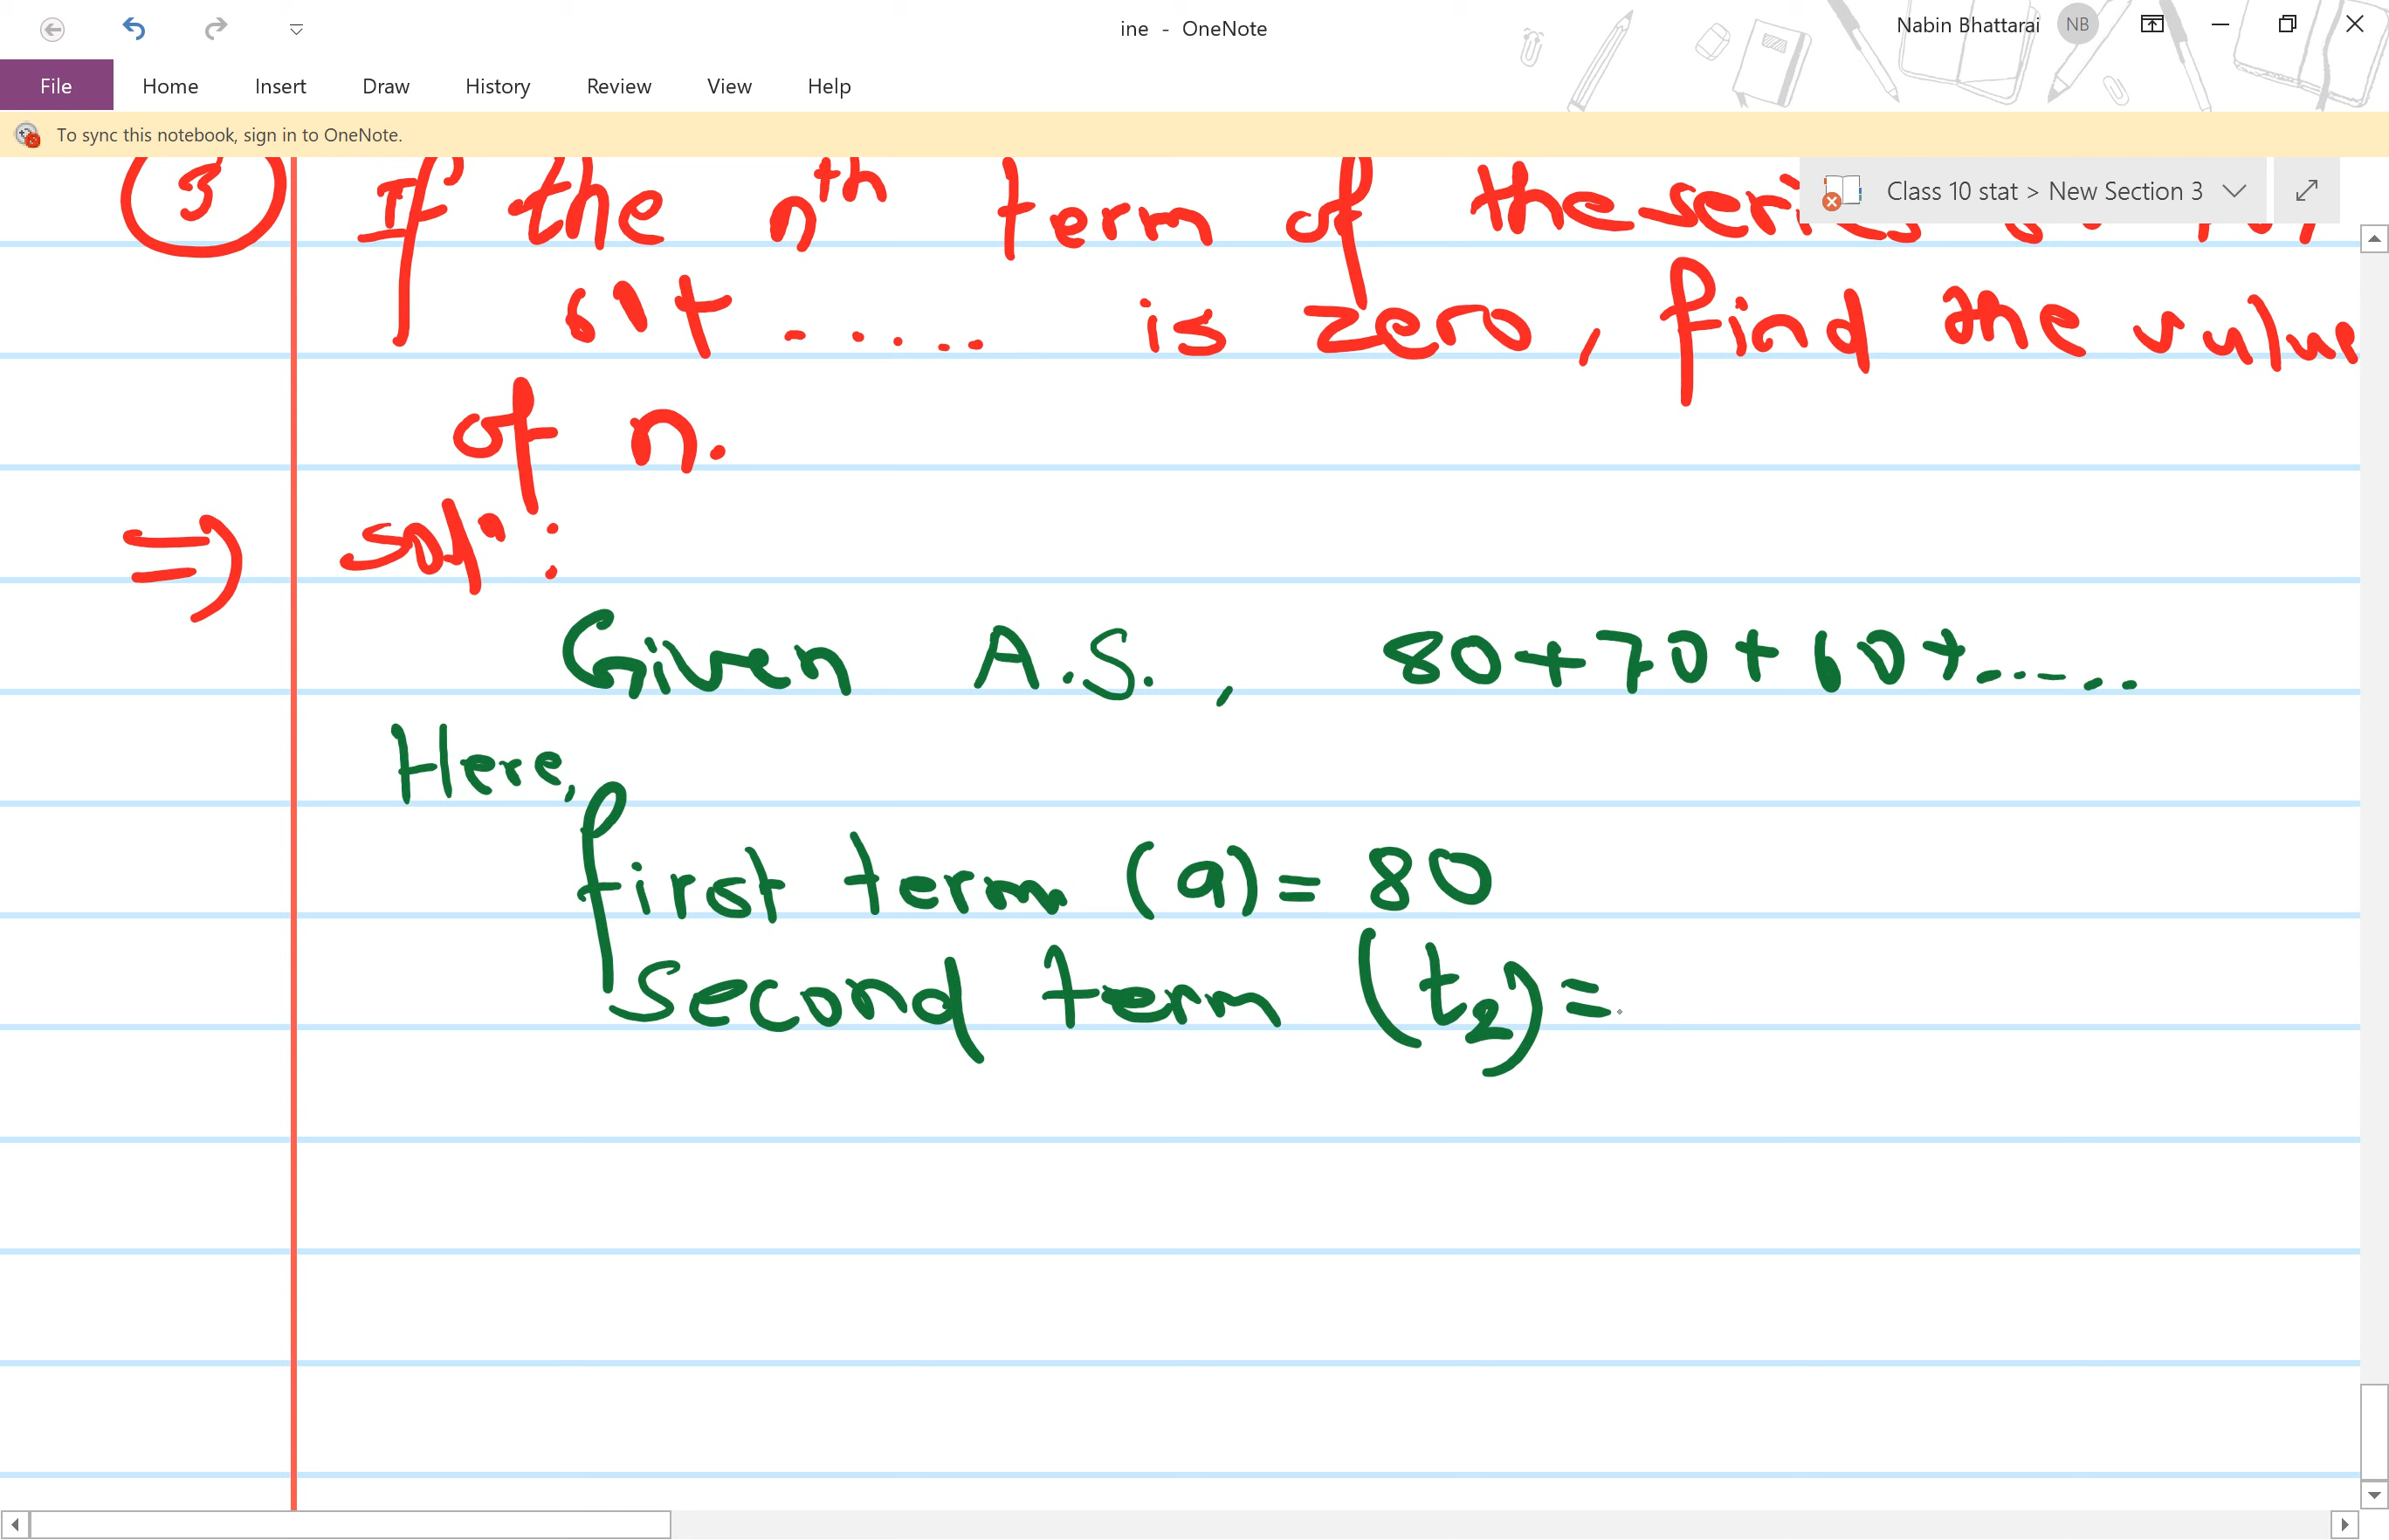 ine - OneNote
Nabin Bhattarai NB
File Home Insert Draw History Review View Help
To sync this notebook, sign in to OneNote.
Class 10 stat > New Section 3
③ If the nth term of the
is zero, find the value
of n.
⇒ solⁿ:
Given A.S., 80+70+60+......
Here,
first term (a) = 80
Second term (t₂) =